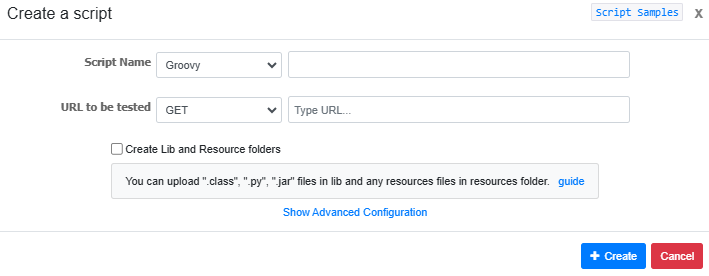 Create a script
Script Samples
X
Script Name
Groovy
URL to be tested
GET
Type URL...
Create Lib and Resource folders
You can upload ".class", ".py", ".jar" files in lib and any resources files in resources folder. guide
Show Advanced Configuration
+ Create
Cancel